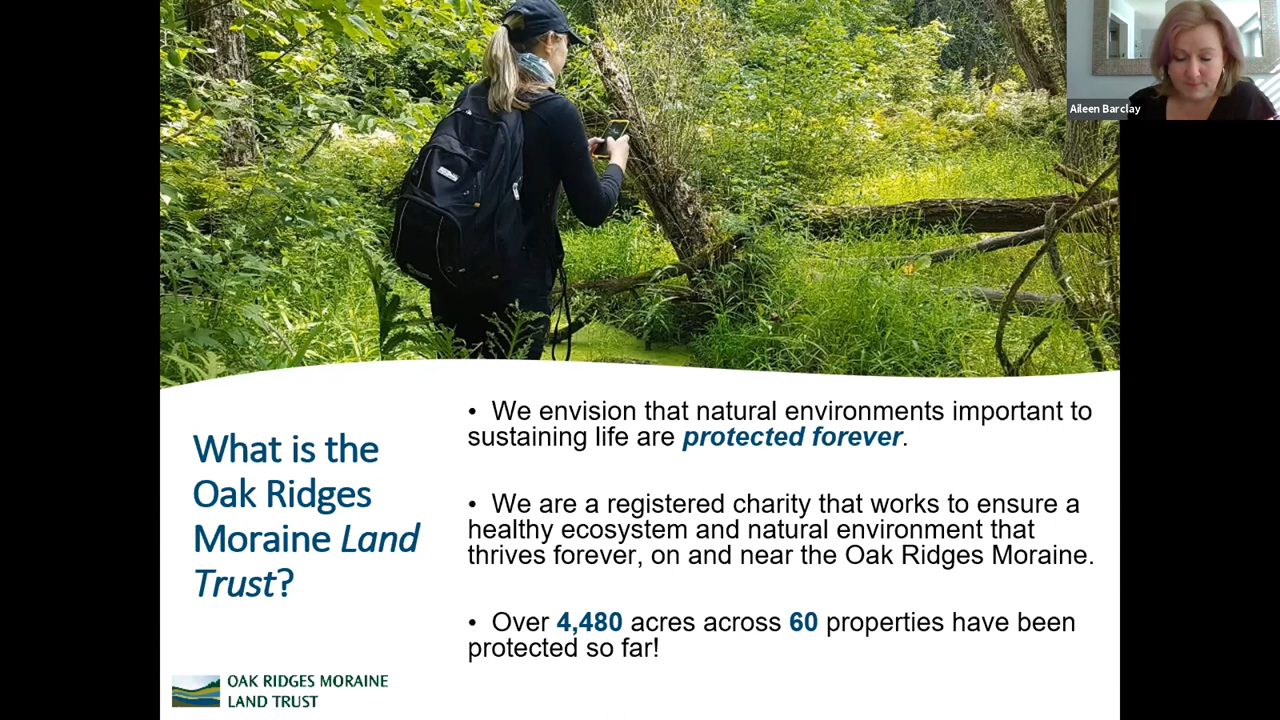 Aileen Barclay
What is the
Oak Ridges
Moraine Land
Trust?
• We envision that natural environments important to
sustaining life are protected forever.
• We are a registered charity that works to ensure a
healthy ecosystem and natural environment that
thrives forever, on and near the Oak Ridges Moraine.
• Over 4,480 acres across 60 properties have been
protected so far!
OAK RIDGES MORAINE
LAND TRUST